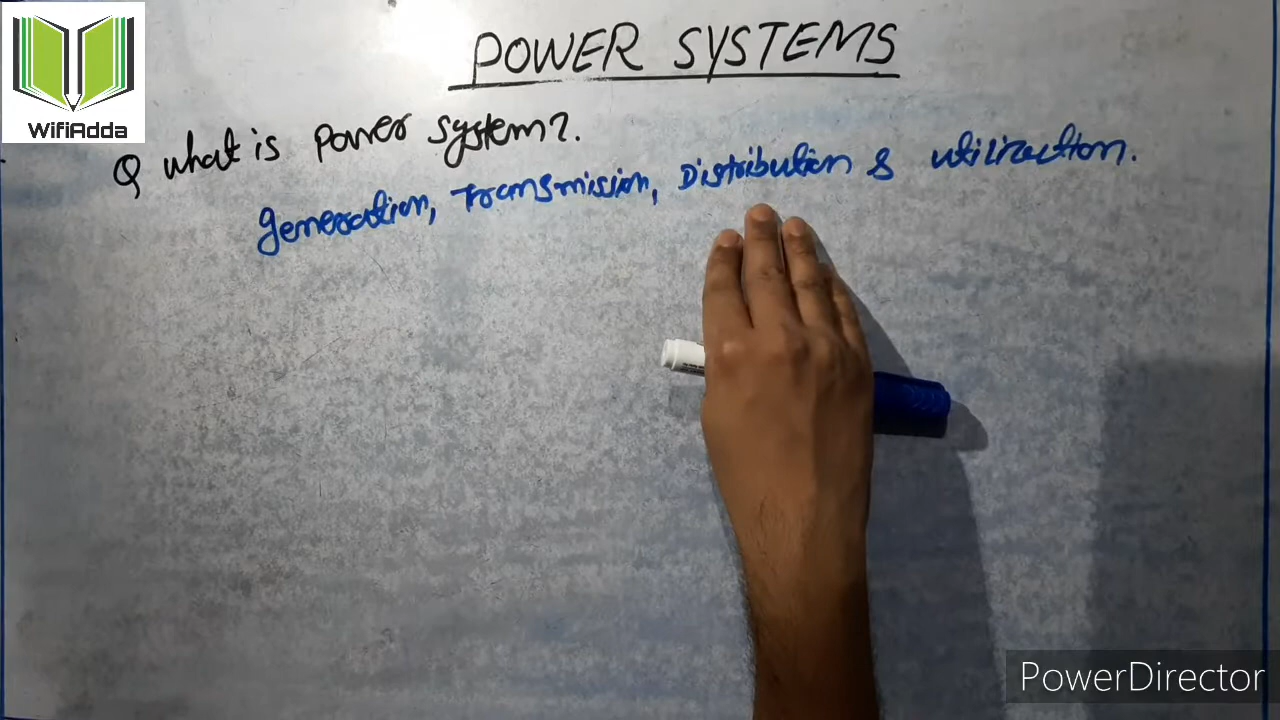 POWER SYSTEMS
WifiAdda
Q what is power system?.
Generation, Transmission, Distribution & utilization.
PowerDirector